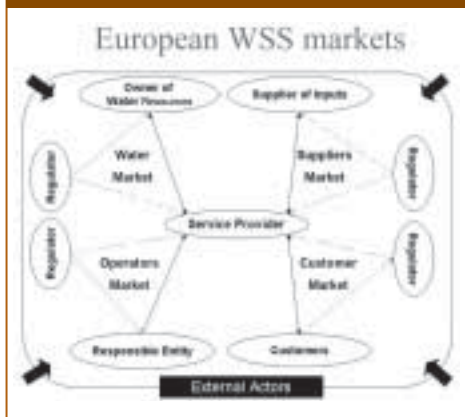 European WSS markets
Owner of
Water Resources
Supplier of Inputs
Regulator
Water
Market
Suppliers
Market
Regulator
Service Provider
Regulator
Operators
Market
Customer
Market
Regulator
Responsible Entity
Customers
External Actors